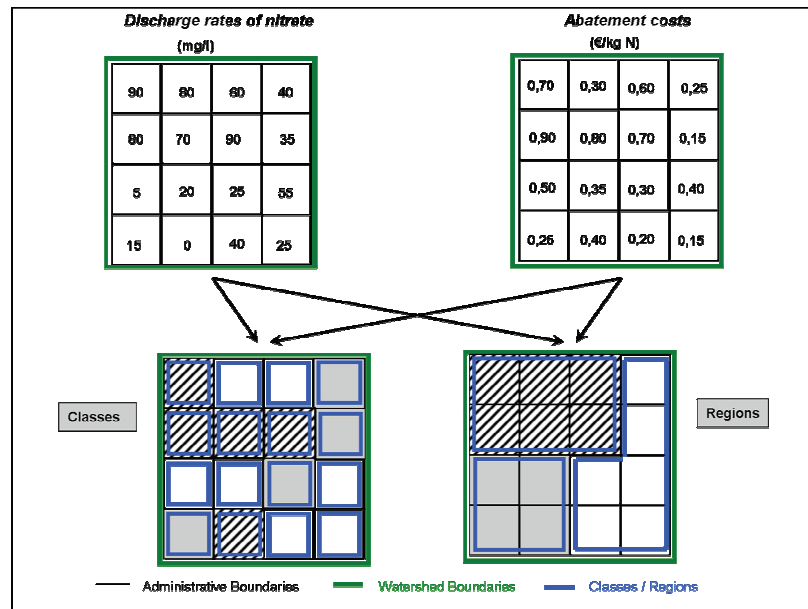 Discharge rates of nitrate
(mg/l)
90 80 60 40
80 70 90 35
5 20 25 55
15 0 40 25
Abatement costs
(€/kg N)
0,70 0,30 0,60 0,25
0,90 0,80 0,70 0,15
0,50 0,35 0,30 0,40
0,25 0,40 0,20 0,15
Classes
Regions
Administrative Boundaries
Watershed Boundaries
Classes / Regions